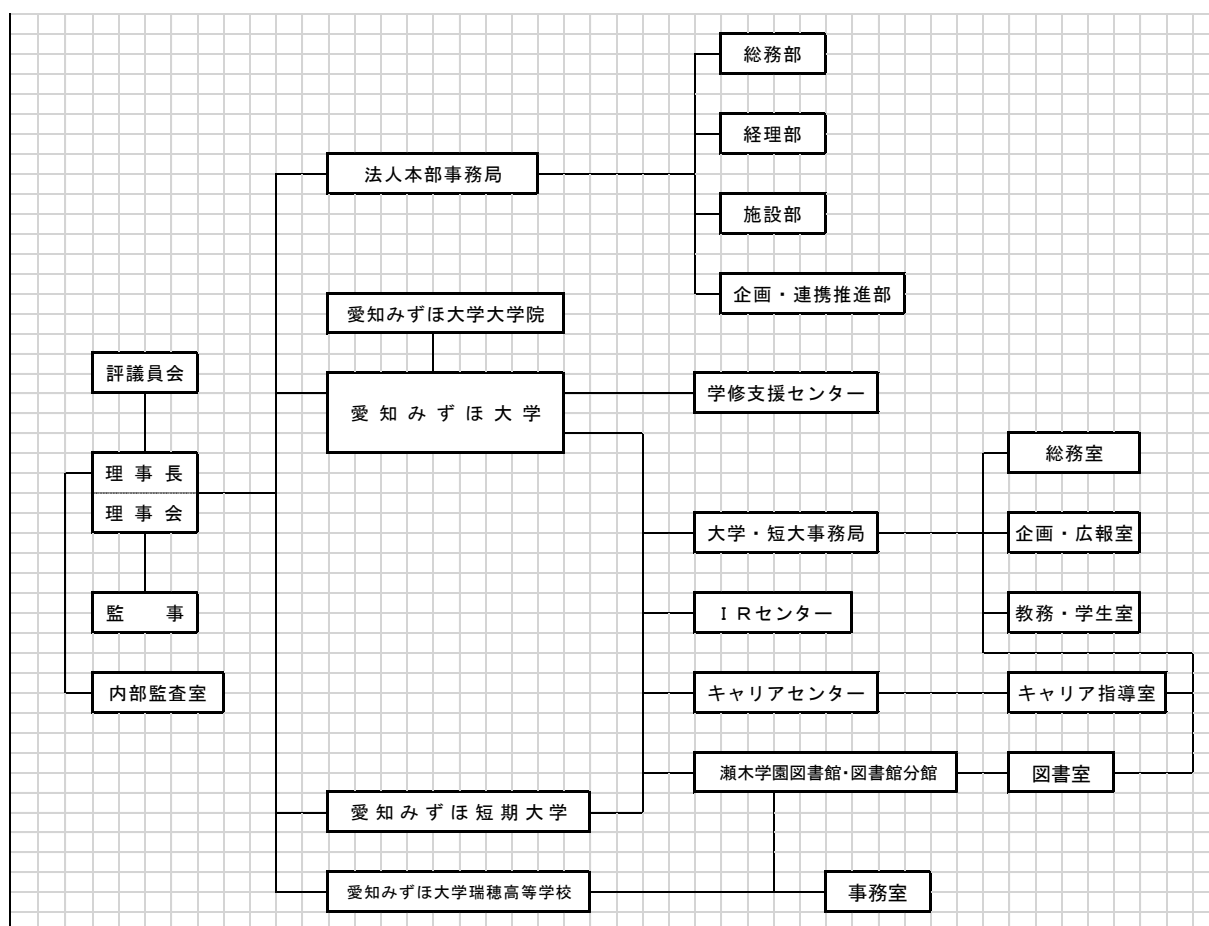 総務部
経理部
法人本部事務局
施設部
企画・連携推進部
愛知みずほ大学大学院
評議員会
愛知みずほ大学
学修支援センター
理事長
理事会
総務室
大学・短大事務局
企画・広報室
監　　事
ＩＲセンター
教務・学生室
内部監査室
キャリアセンター
キャリア指導室
瀬木学園図書館・図書館分館
図書室
愛知みずほ短期大学
愛知みずほ大学瑞穂高等学校
事務室